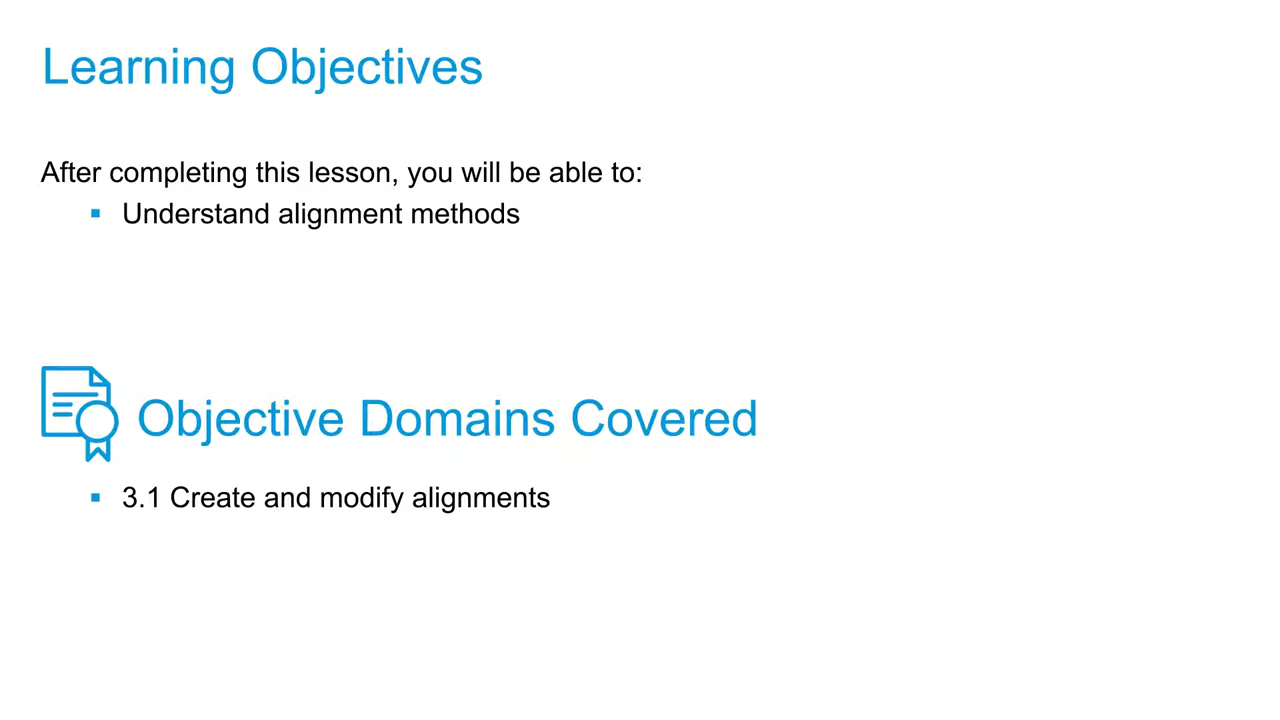 Learning Objectives
After completing this lesson, you will be able to:
▪ Understand alignment methods
Objective Domains Covered
▪ 3.1 Create and modify alignments